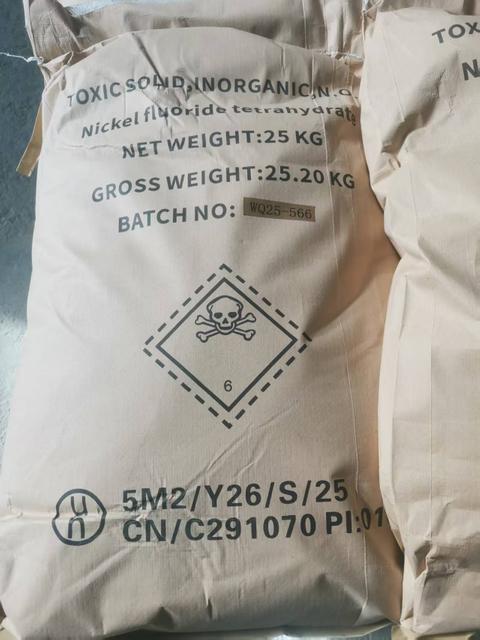 TOXIC SOLID,INORGANIC,N.O
Nickel fluoride tetrahydrate
NET WEIGHT:25 KG
GROSS WEIGHT:25.20 KG
BATCH NO: WQ25-566
6
un
5M2/Y26/S/25
CN/C291070 PI:01
TOX
N